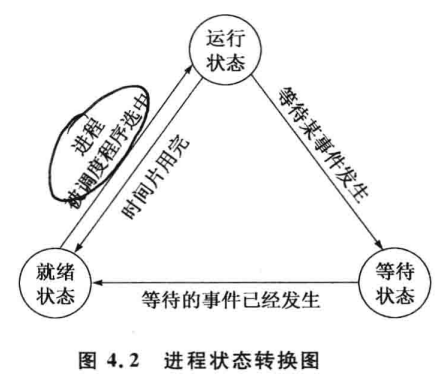 运行
状态
进程
被调度程序选中
时间片用完
等待某事件发生
就绪
状态
等待
状态
等待的事件已经发生
图 4.2 进程状态转换图